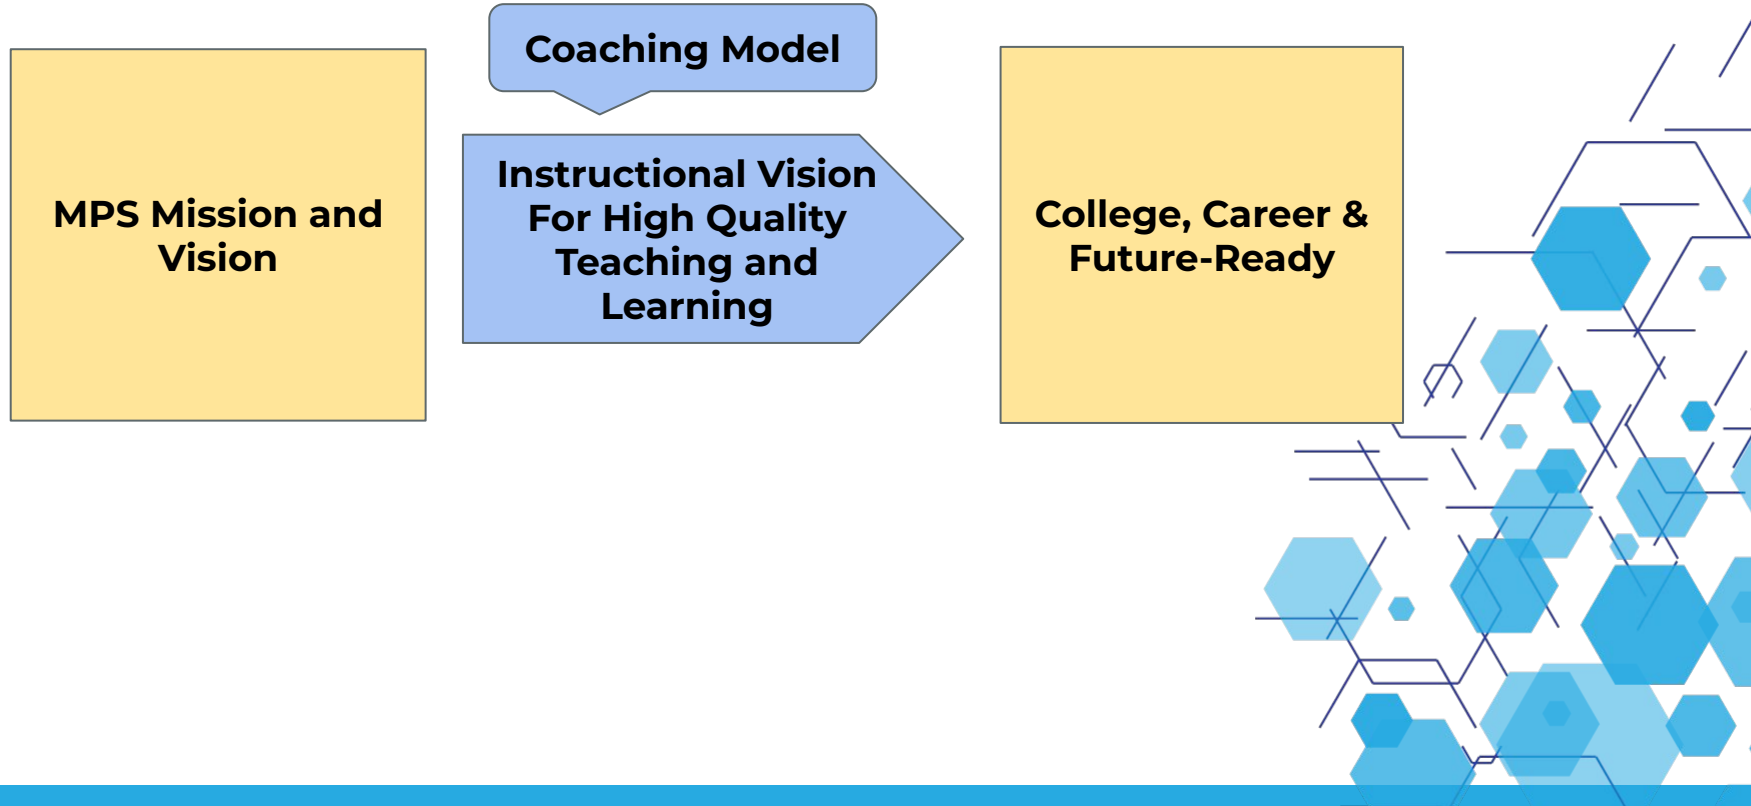 Coaching Model
MPS Mission and
Vision
Instructional Vision
For High Quality
Teaching and
Learning
College, Career &
Future-Ready